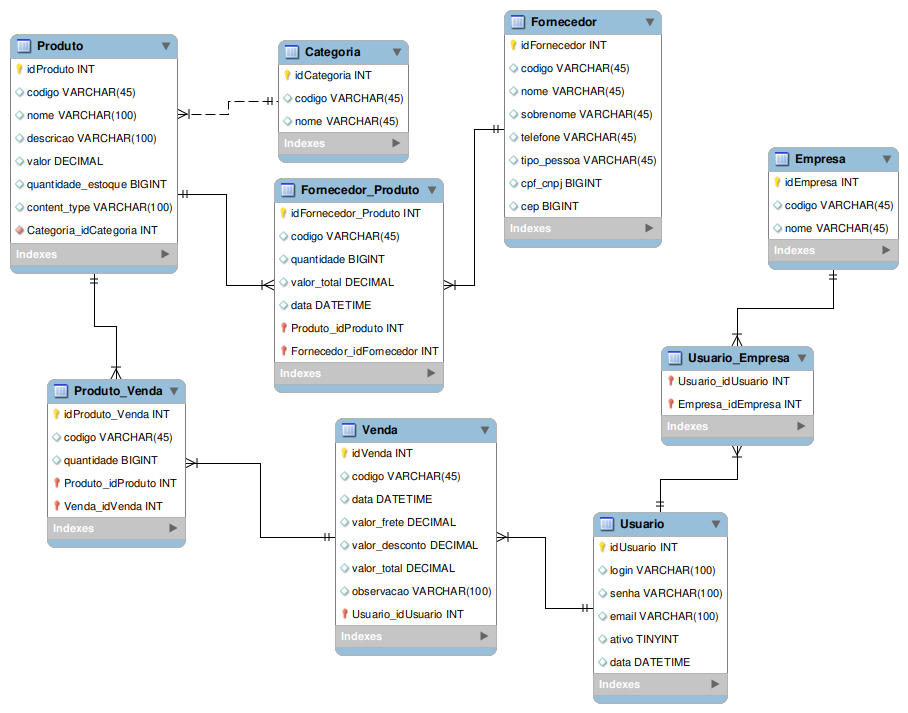 Produto
idProduto INT
codigo VARCHAR(45)
nome VARCHAR(100)
descricao VARCHAR(100)
valor DECIMAL
quantidade_estoque BIGINT
content_type VARCHAR(100)
Categoria_idCategoria INT
Indexes
Categoria
idCategoria INT
codigo VARCHAR(45)
nome VARCHAR(45)
Indexes
Fornecedor
idFornecedor INT
codigo VARCHAR(45)
nome VARCHAR(45)
sobrenome VARCHAR(45)
telefone VARCHAR(45)
tipo_pessoa VARCHAR(45)
cpf_cnpj BIGINT
cep BIGINT
Indexes
Empresa
idEmpresa INT
codigo VARCHAR(45)
nome VARCHAR(45)
Indexes
Fornecedor_Produto
idFornecedor_Produto INT
codigo VARCHAR(45)
quantidade BIGINT
valor_total DECIMAL
data DATETIME
Produto_idProduto INT
Fornecedor_idFornecedor INT
Indexes
Usuario_Empresa
Usuario_idUsuario INT
Empresa_idEmpresa INT
Indexes
Produto_Venda
idProduto_Venda INT
codigo VARCHAR(45)
quantidade BIGINT
Produto_idProduto INT
Venda_idVenda INT
Indexes
Venda
idVenda INT
codigo VARCHAR(45)
data DATETIME
valor_frete DECIMAL
valor_desconto DECIMAL
valor_total DECIMAL
observacao VARCHAR(100)
Usuario_idUsuario INT
Indexes
Usuario
idUsuario INT
login VARCHAR(100)
senha VARCHAR(100)
email VARCHAR(100)
ativo TINYINT
data DATETIME
Indexes